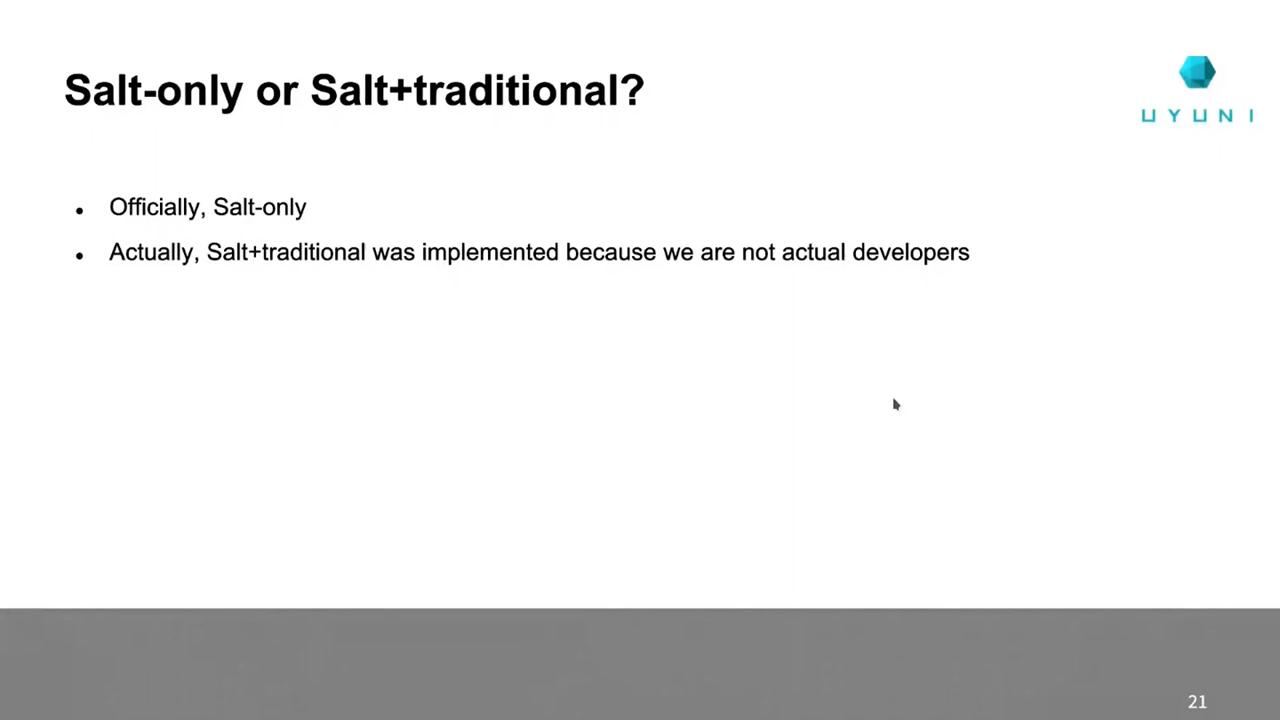 Salt-only or Salt+traditional?
UYUNI
● Officially, Salt-only
● Actually, Salt+traditional was implemented because we are not actual developers
21